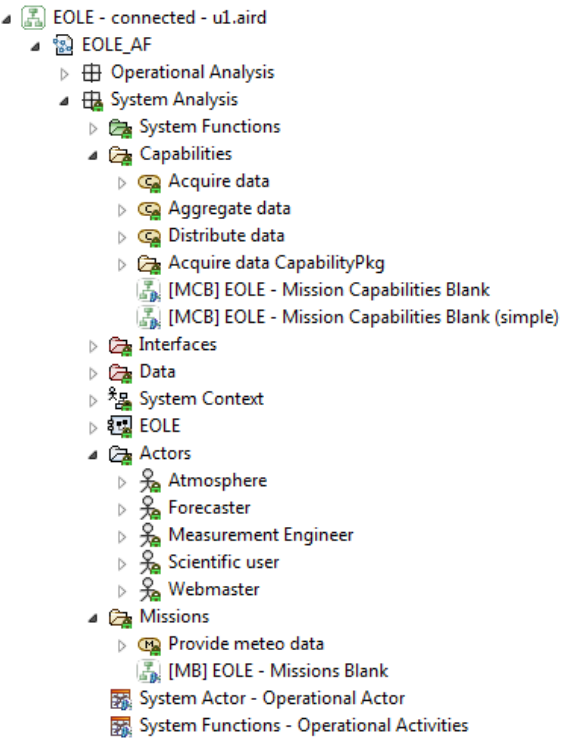 EOLE - connected - u1.aird
EOLE_AF
Operational Analysis
System Analysis
System Functions
Capabilities
Acquire data
Aggregate data
Distribute data
Acquire data CapabilityPkg
[MCB] EOLE - Mission Capabilities Blank
[MCB] EOLE - Mission Capabilities Blank (simple)
Interfaces
Data
System Context
EOLE
Actors
Atmosphere
Forecaster
Measurement Engineer
Scientific user
Webmaster
Missions
Provide meteo data
[MB] EOLE - Missions Blank
System Actor - Operational Actor
System Functions - Operational Activities